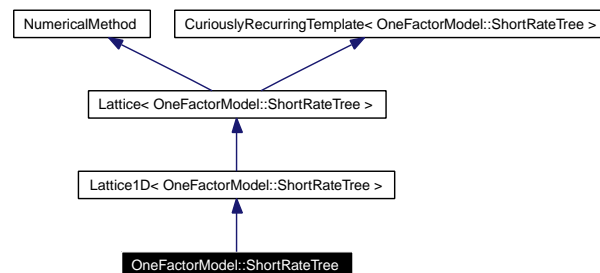 NumericalMethod
CuriouslyRecurringTemplate< OneFactorModel::ShortRateTree >
Lattice< OneFactorModel::ShortRateTree >
Lattice1D< OneFactorModel::ShortRateTree >
OneFactorModel::ShortRateTree